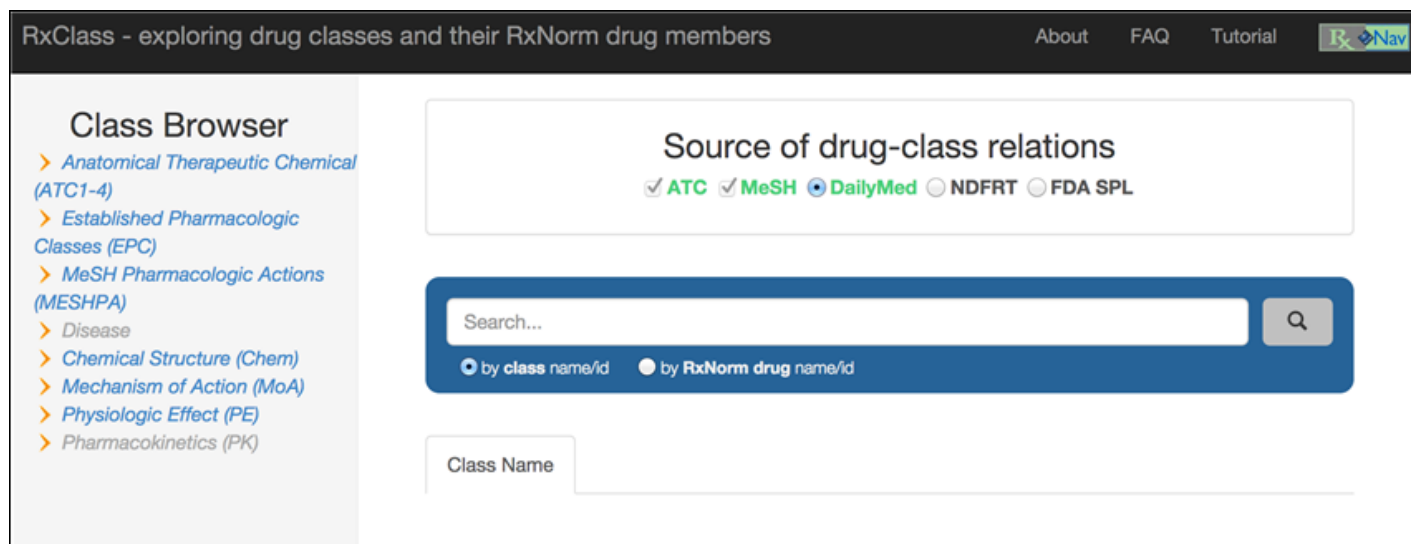 RxClass - exploring drug classes and their RxNorm drug members
About FAQ Tutorial Rx Nav
Class Browser
Anatomical Therapeutic Chemical
(ATC1-4)
Established Pharmacologic
Classes (EPC)
MeSH Pharmacologic Actions
(MESHPA)
Disease
Chemical Structure (Chem)
Mechanism of Action (MoA)
Physiologic Effect (PE)
Pharmacokinetics (PK)
Source of drug-class relations
ATC MeSH DailyMed NDFRT FDA SPL
Search...
by class name/id by RxNorm drug name/id
Class Name